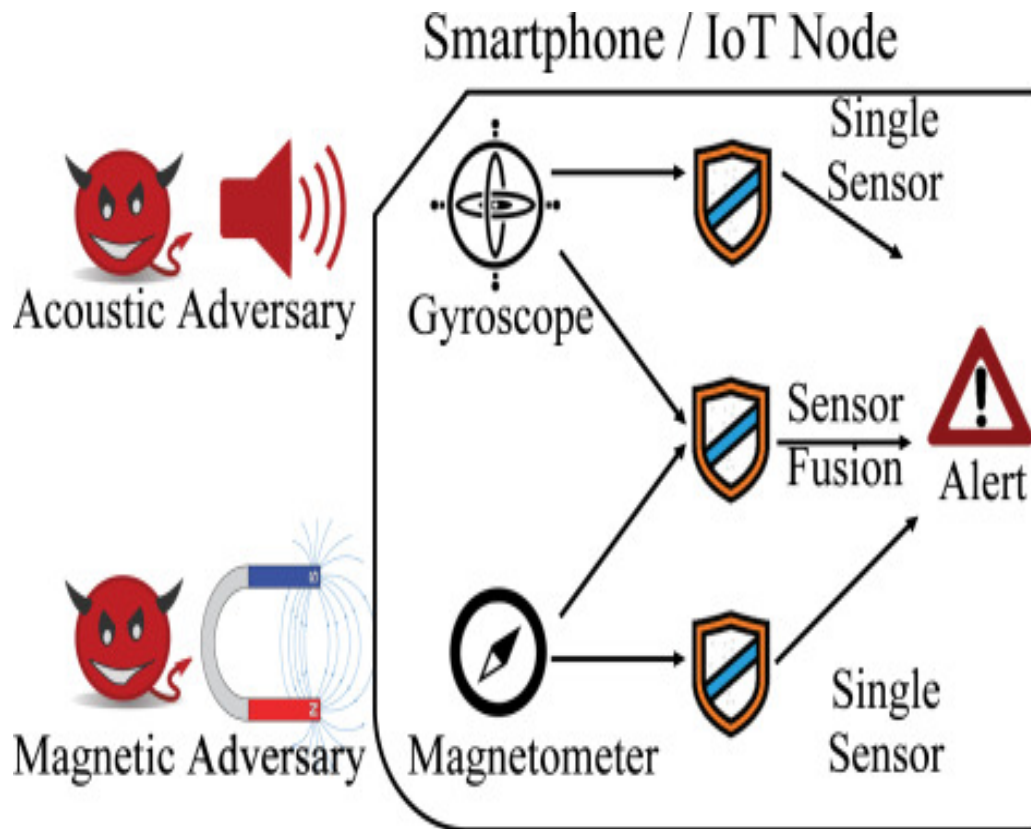 Smartphone / IoT Node
Single
Sensor
Acoustic Adversary
Gyroscope
Sensor
Fusion
Alert
S
N
Magnetic Adversary
Magnetometer
Single
Sensor